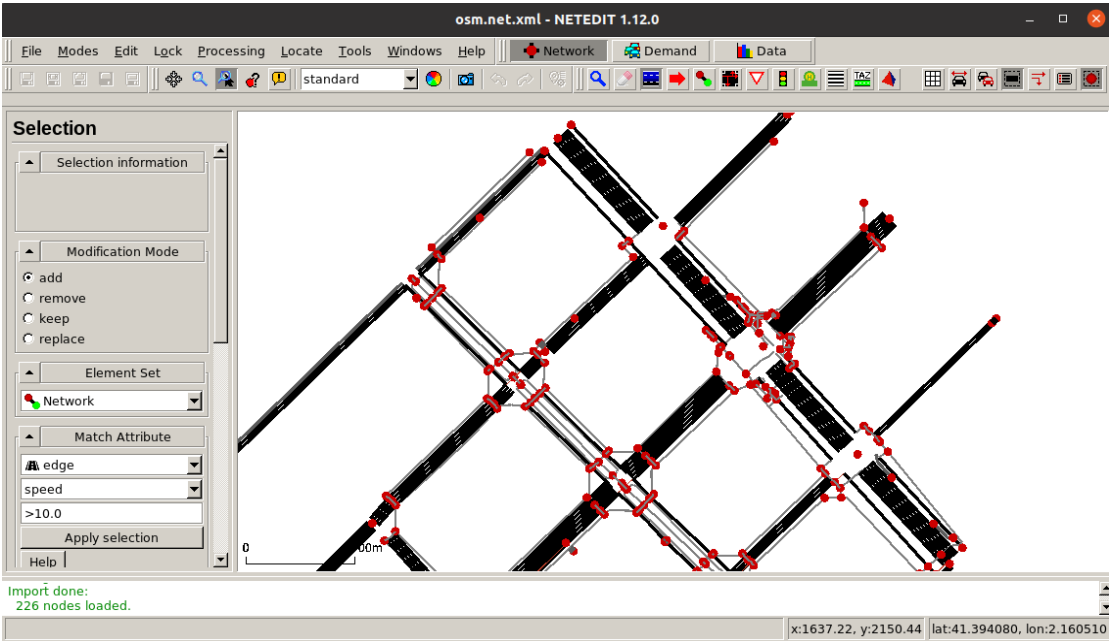 osm.net.xml - NETEDIT 1.12.0
File Modes Edit Lock Processing Locate Tools Windows Help Network Demand Data
standard TAZ
Selection
Selection information
Modification Mode
add
remove
keep
replace
Element Set
Network
Match Attribute
edge
speed
>10.0
Apply selection
Help
0 00m
Import done:
226 nodes loaded.
x:1637.22, y:2150.44 lat:41.394080, lon:2.160510